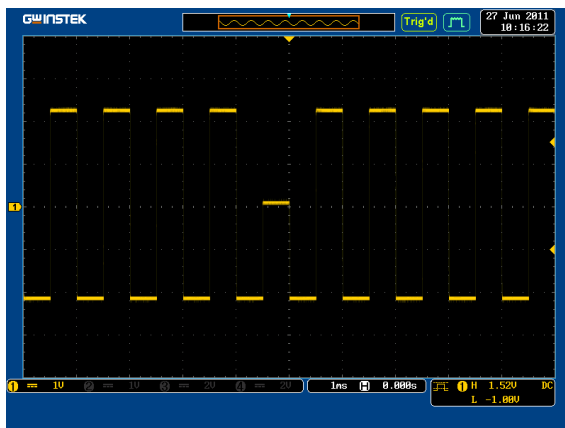 GWINSTEK
Trig'd
27 Jun 2011
10:16:22
1
1 1V 2 1V 3 2V 4 2V
1ms H 0.000s
1 H 1.52V DC
L -1.00V